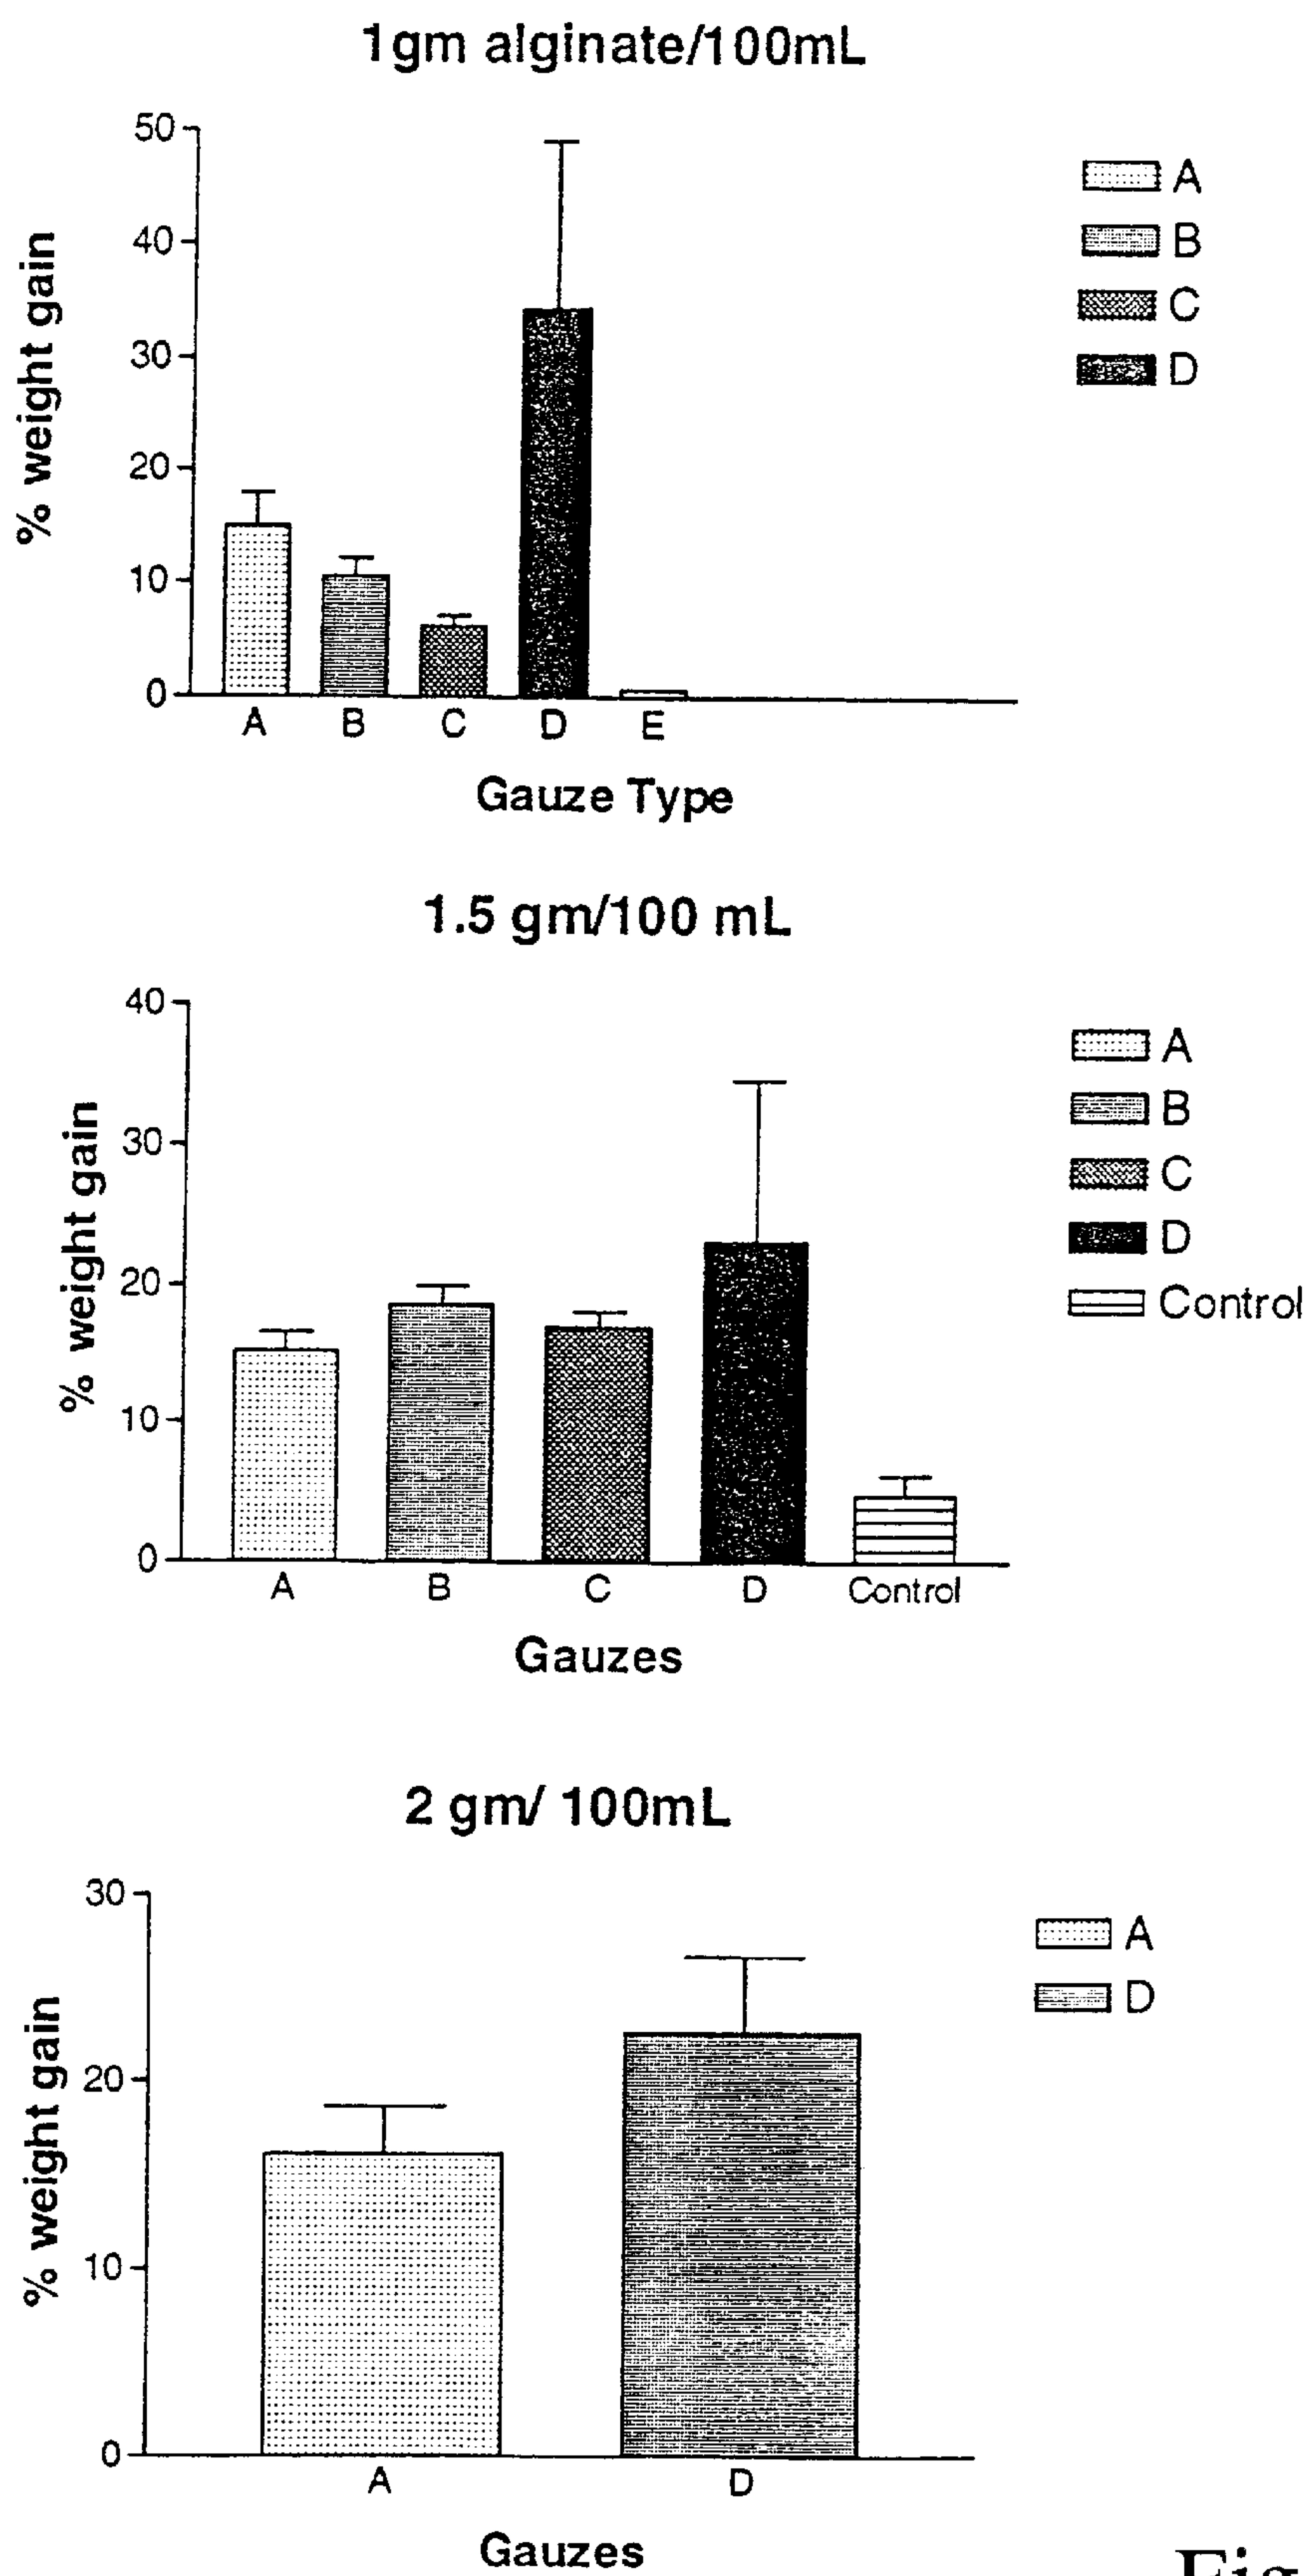 1gm alginate/100mL
% weight gain
50
40
30
20
10
0
A
B
C
D
E
Gauze Type
A
B
C
D
1.5 gm/100 mL
% weight gain
40
30
20
10
0
A
B
C
D
Control
Gauzes
A
B
C
D
Control
2 gm/ 100mL
% weight gain
30
20
10
0
A
D
Gauzes
A
D